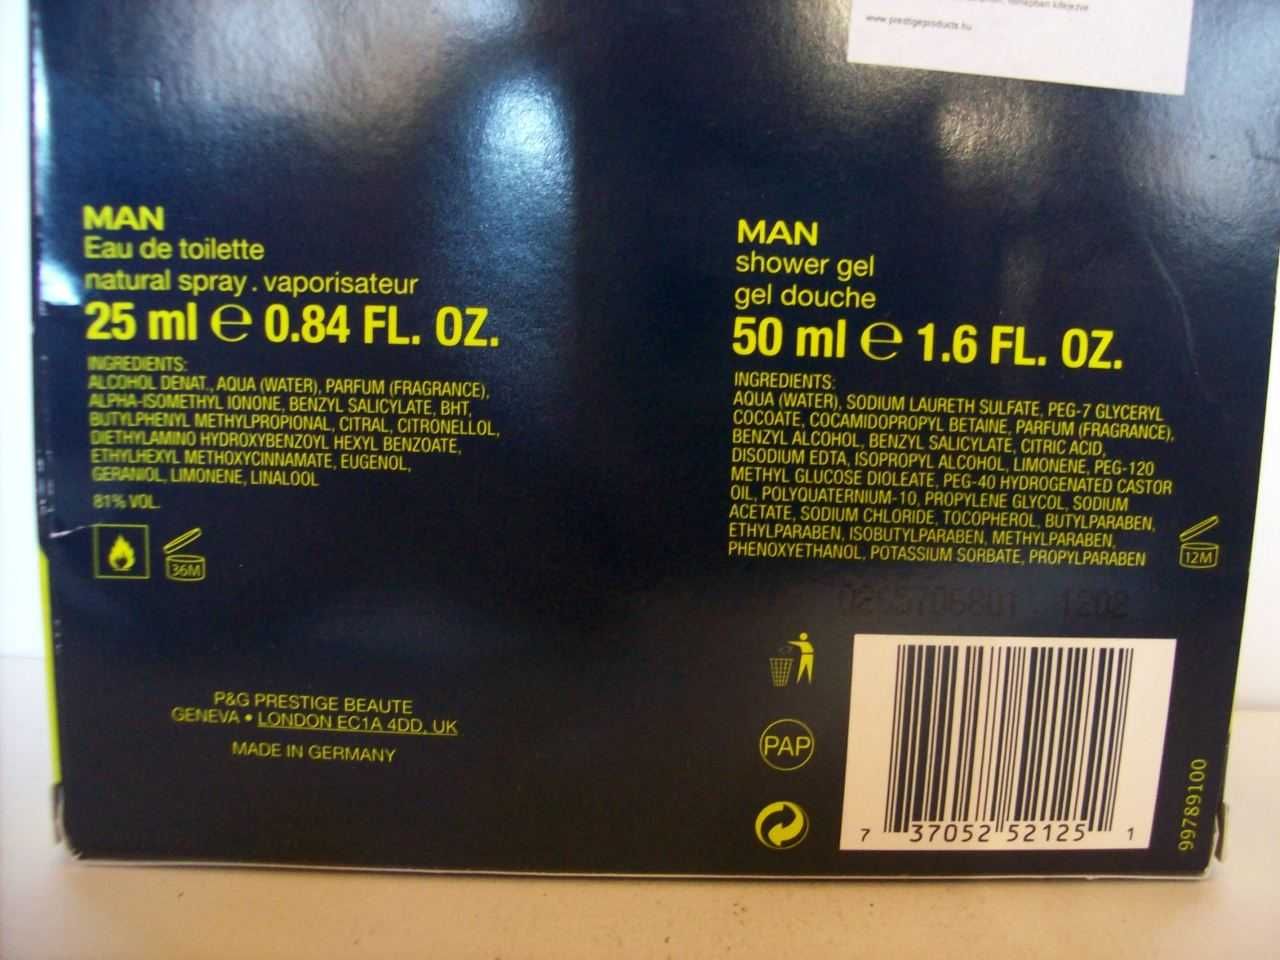 www.prestigeproducts.hu
MAN
Eau de toilette
natural spray . vaporisateur
25 ml ℮ 0.84 FL. OZ.
INGREDIENTS:
ALCOHOL DENAT., AQUA (WATER), PARFUM (FRAGRANCE),
ALPHA-ISOMETHYL IONONE, BENZYL SALICYLATE, BHT,
BUTYLPHENYL METHYLPROPIONAL, CITRAL, CITRONELLOL,
DIETHYLAMINO HYDROXYBENZOYL HEXYL BENZOATE,
ETHYLHEXYL METHOXYCINNAMATE, EUGENOL,
GERANIOL, LIMONENE, LINALOOL
81% VOL.
36M
P&G PRESTIGE BEAUTE
GENEVA • LONDON EC1A 4DD, UK
MADE IN GERMANY
MAN
shower gel
gel douche
50 ml ℮ 1.6 FL. OZ.
INGREDIENTS:
AQUA (WATER), SODIUM LAURETH SULFATE, PEG-7 GLYCERYL
COCOATE, COCAMIDOPROPYL BETAINE, PARFUM (FRAGRANCE),
BENZYL ALCOHOL, BENZYL SALICYLATE, CITRIC ACID,
DISODIUM EDTA, ISOPROPYL ALCOHOL, LIMONENE, PEG-120
METHYL GLUCOSE DIOLEATE, PEG-40 HYDROGENATED CASTOR
OIL, POLYQUATERNIUM-10, PROPYLENE GLYCOL, SODIUM
ACETATE, SODIUM CHLORIDE, TOCOPHEROL, BUTYLPARABEN,
ETHYLPARABEN, ISOBUTYLPARABEN, METHYLPARABEN,
PHENOXYETHANOL, POTASSIUM SORBATE, PROPYLPARABEN
12M
1202
PAP
7 37052 52125 1
99789100